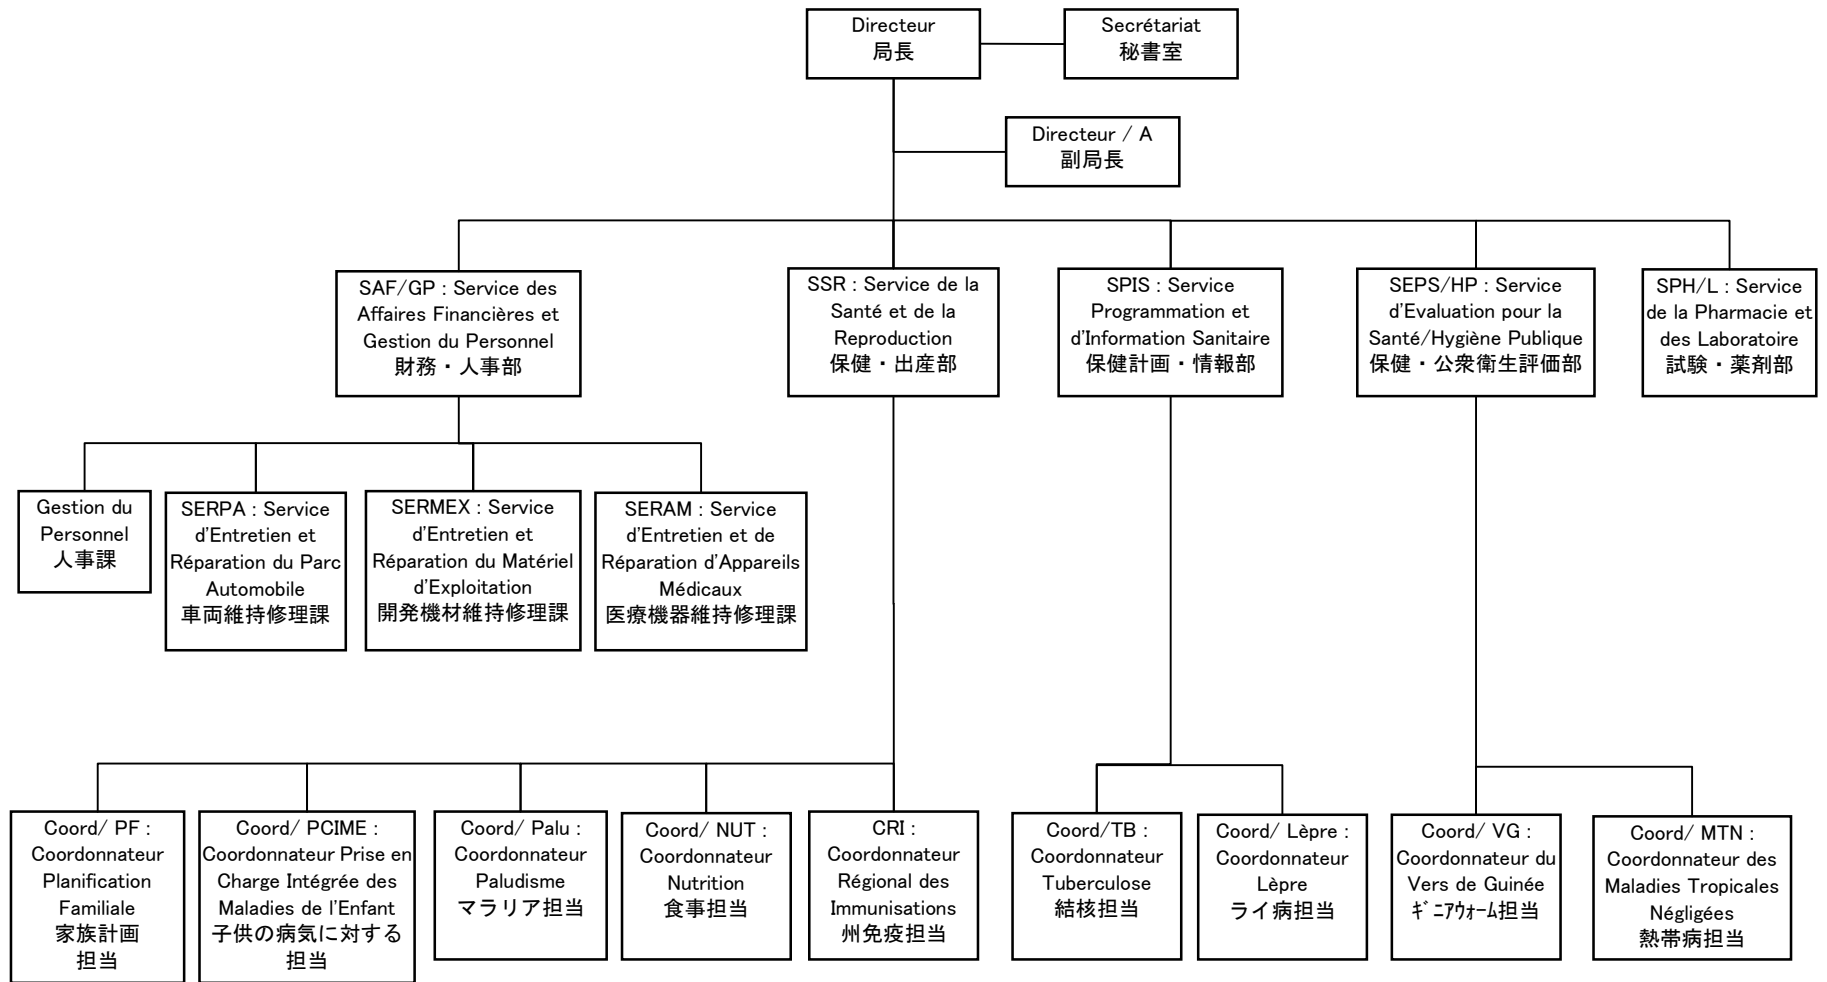 Directeur
局長
Secrétariat
秘書室
Directeur / A
副局長
SAF/GP : Service des
Affaires Financières et
Gestion du Personnel
財務・人事部
SSR : Service de la
Santé et de la
Reproduction
保健・出産部
SPIS : Service
Programmation et
d'Information Sanitaire
保健計画・情報部
SEPS/HP : Service
d'Evaluation pour la
Santé/Hygiène Publique
保健・公衆衛生評価部
SPH/L : Service
de la Pharmacie et
des Laboratoire
試験・薬剤部
Gestion du
Personnel
人事課
SERPA : Service
d'Entretien et
Réparation du Parc
Automobile
車両維持修理課
SERMEX : Service
d'Entretien et
Réparation du Matériel
d'Exploitation
開発機材維持修理課
SERAM : Service
d'Entretien et de
Réparation d'Appareils
Médicaux
医療機器維持修理課
Coord/ PF :
Coordonnateur
Planification
Familiale
家族計画
担当
Coord/ PCIME :
Coordonnateur Prise en
Charge Intégrée des
Maladies de l'Enfant
子供の病気に対する
担当
Coord/ Palu :
Coordonnateur
Paludisme
マラリア担当
Coord/ NUT :
Coordonnateur
Nutrition
食事担当
CRI :
Coordonnateur
Régional des
Immunisations
州免疫担当
Coord/TB :
Coordonnateur
Tuberculose
結核担当
Coord/ Lèpre :
Coordonnateur
Lèpre
ライ病担当
Coord/ VG :
Coordonnateur du
Vers de Guinée
ｷﾞﾆｱｳｫｰﾑ担当
Coord/ MTN :
Coordonnateur des
Maladies Tropicales
Négligées
熱帯病担当